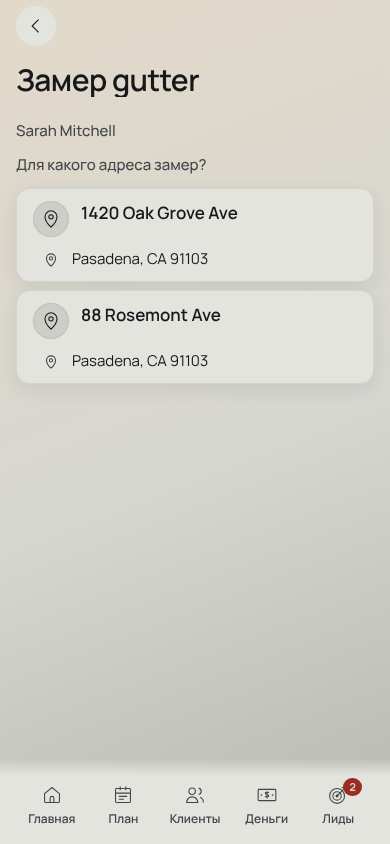 Замер gutter
Sarah Mitchell
Для какого адреса замер?
1420 Oak Grove Ave
Pasadena, CA 91103
88 Rosemont Ave
Pasadena, CA 91103
2
Главная План Клиенты Деньги Лиды